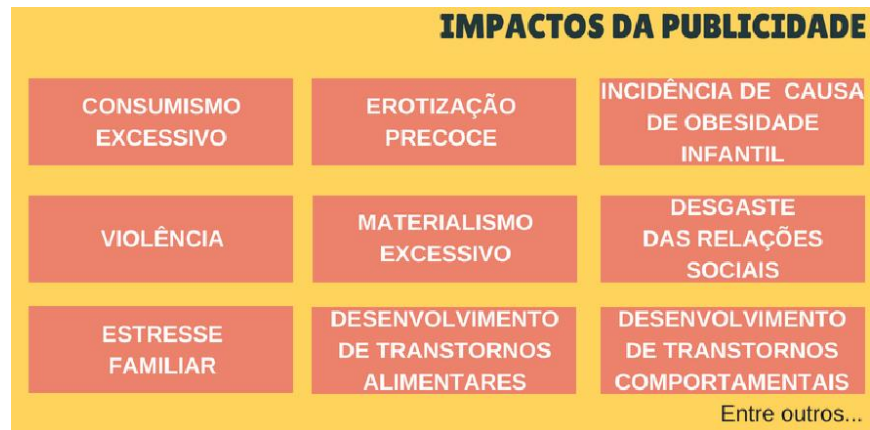 IMPACTOS DA PUBLICIDADE
CONSUMISMO
EXCESSIVO
EROTIZAÇÃO
PRECOCE
INCIDÊNCIA DE CAUSA
DE OBESIDADE
INFANTIL
VIOLÊNCIA
MATERIALISMO
EXCESSIVO
DESGASTE
DAS RELAÇÕES
SOCIAIS
ESTRESSE
FAMILIAR
DESENVOLVIMENTO
DE TRANSTORNOS
ALIMENTARES
DESENVOLVIMENTO
DE TRANSTORNOS
COMPORTAMENTAIS
Entre outros...